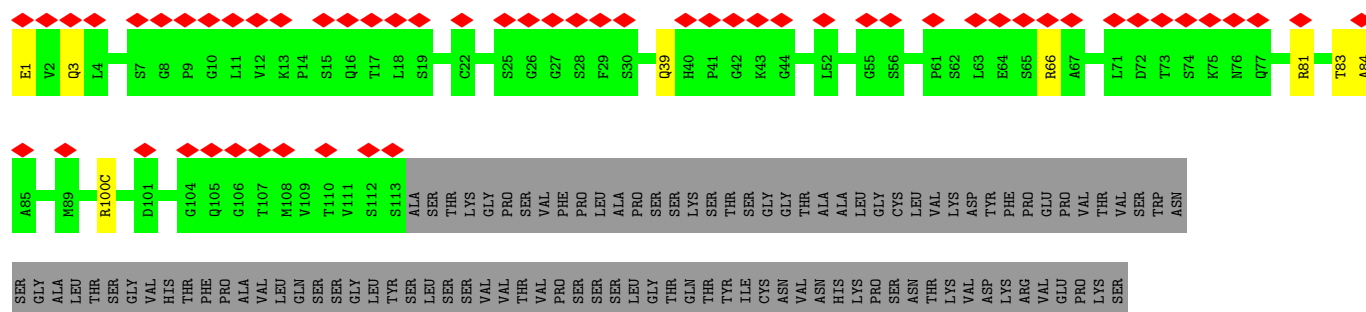 E1 V2 Q3 L4 S7 G8 P9 G10 L11 V12 K13 P14 S15 Q16 T17 L18 S19 C22 S25 G26 G27 S28 F29 S30 Q39 H40 P41 G42 K43 G44 L52 G55 S56 P61 S62 L63 E64 S65 R66 A67 L71 D72 T73 S74 K75 N76 Q77 R81 T83 A84
A85 M89 R100C D101 G104 Q105 G106 T107 M108 V109 T110 V111 S112 S113 ALA SER THR LYS GLY PRO SER VAL PHE PRO LEU ALA PRO SER SER LYS SER THR SER GLY GLY THR ALA ALA LEU GLY CYS LEU VAL LYS ASP TYR PHE PRO GLU PRO VAL THR VAL SER TRP ASN
SER GLY ALA LEU THR SER GLY VAL HIS THR PHE PRO ALA VAL LEU GLN SER SER GLY LEU TYR SER LEU SER SER VAL VAL THR VAL PRO SER SER SER LEU GLY THR GLN THR TYR ILE CYS ASN VAL ASN HIS LYS PRO SER ASN THR LYS VAL ASP LYS ARG VAL GLU PRO LYS SER